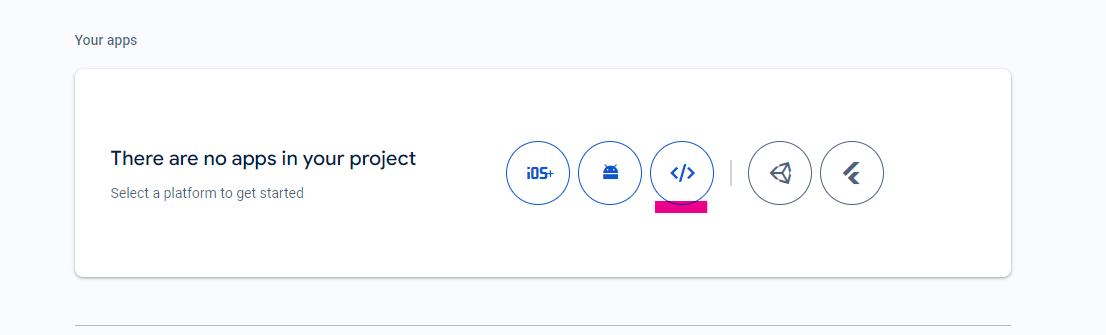 Your apps
There are no apps in your project
Select a platform to get started
iOS+
</>